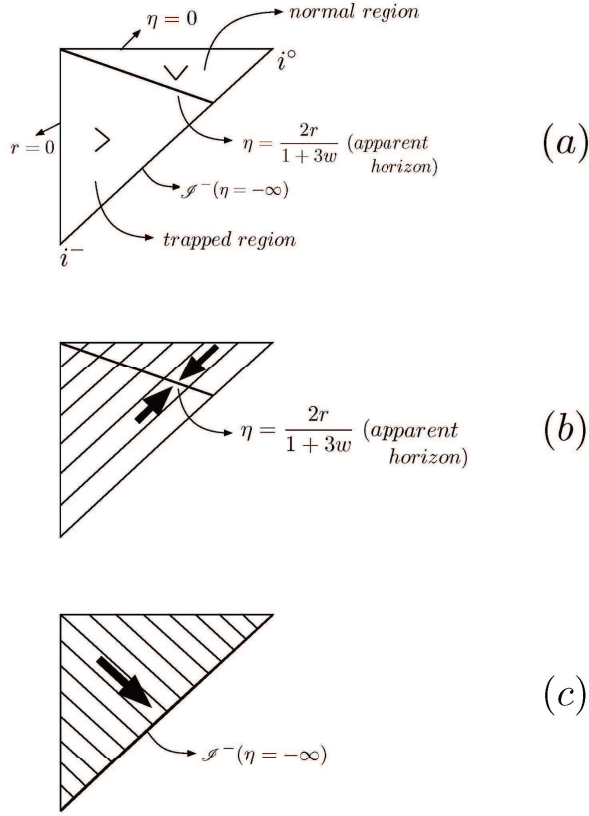 η = 0
normal region
i°
r = 0
η = 2r / 1 + 3w (apparent
horizon)
(a)
𝓘⁻(η = −∞)
trapped region
i⁻
η = 2r / 1 + 3w (apparent
horizon)
(b)
(c)
𝓘⁻(η = −∞)